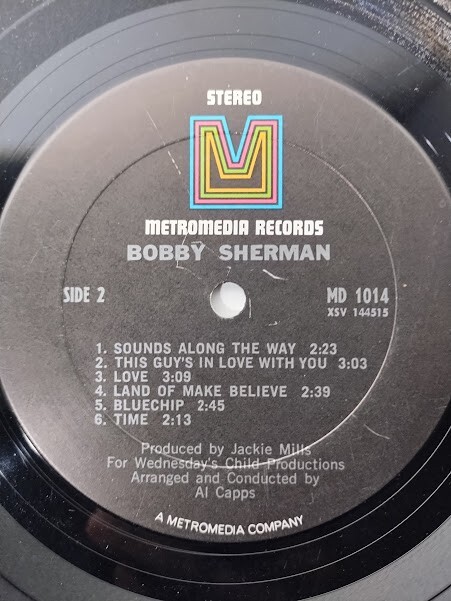 STEREO
M
METROMEDIA RECORDS
BOBBY SHERMAN
SIDE 2
MD 1014
XSV 144515
1. SOUNDS ALONG THE WAY 2:23
2. THIS GUY'S IN LOVE WITH YOU 3:03
3. LOVE 3:09
4. LAND OF MAKE BELIEVE 2:39
5. BLUECHIP 2:45
6. TIME 2:13
Produced by Jackie Mills
For Wednesday's Child Productions
Arranged and Conducted by
Al Capps
A METROMEDIA COMPANY